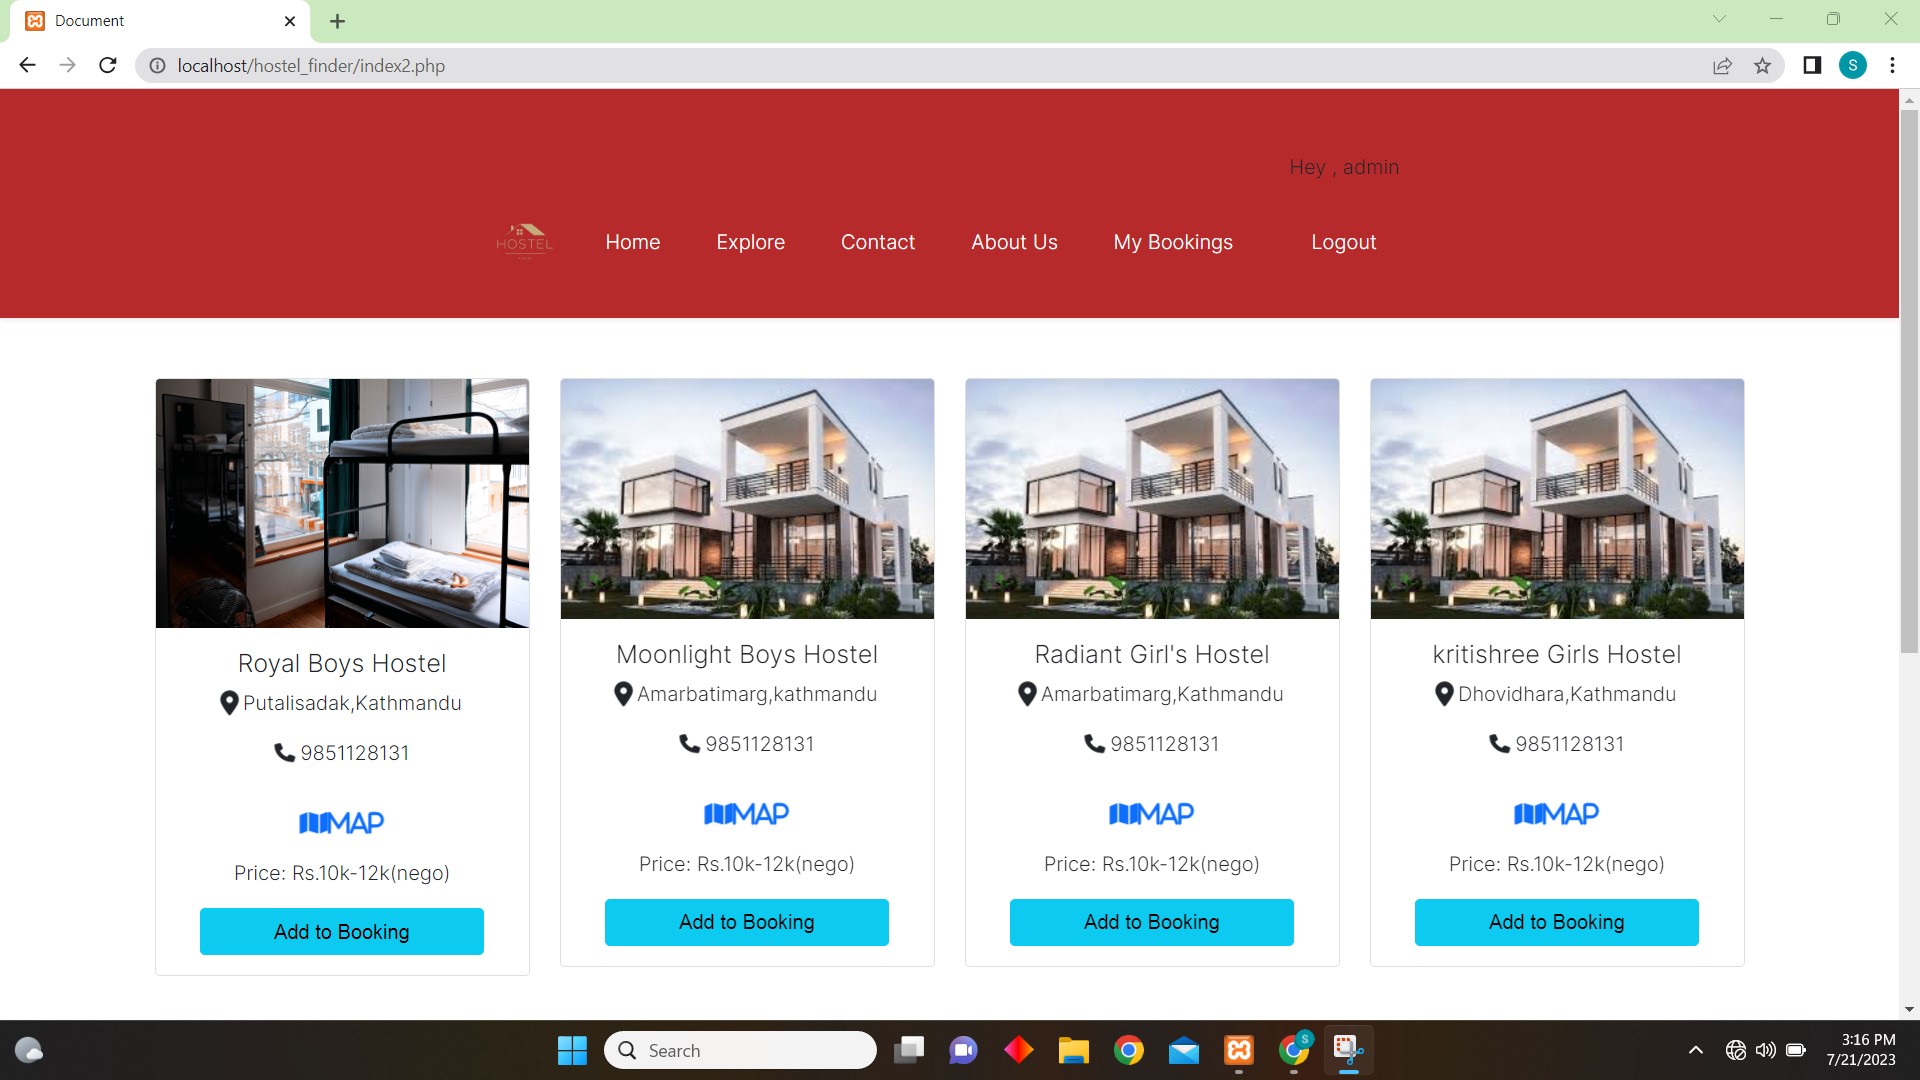 Document
localhost/hostel_finder/index2.php
S
Hey , admin
HOSTEL
Home
Explore
Contact
About Us
My Bookings
Logout
Royal Boys Hostel
Putalisadak,Kathmandu
9851128131
MAP
Price: Rs.10k-12k(nego)
Add to Booking
Moonlight Boys Hostel
Amarbatimarg,kathmandu
9851128131
MAP
Price: Rs.10k-12k(nego)
Add to Booking
Radiant Girl's Hostel
Amarbatimarg,Kathmandu
9851128131
MAP
Price: Rs.10k-12k(nego)
Add to Booking
kritishree Girls Hostel
Dhovidhara,Kathmandu
9851128131
MAP
Price: Rs.10k-12k(nego)
Add to Booking
Search
S
3:16 PM
7/21/2023